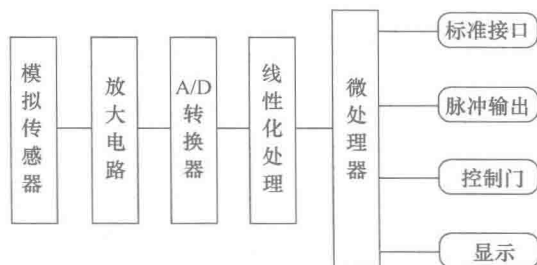 模拟传感器
放大电路
A/D
转换器
线性化处理
微处理器
标准接口
脉冲输出
控制门
显示